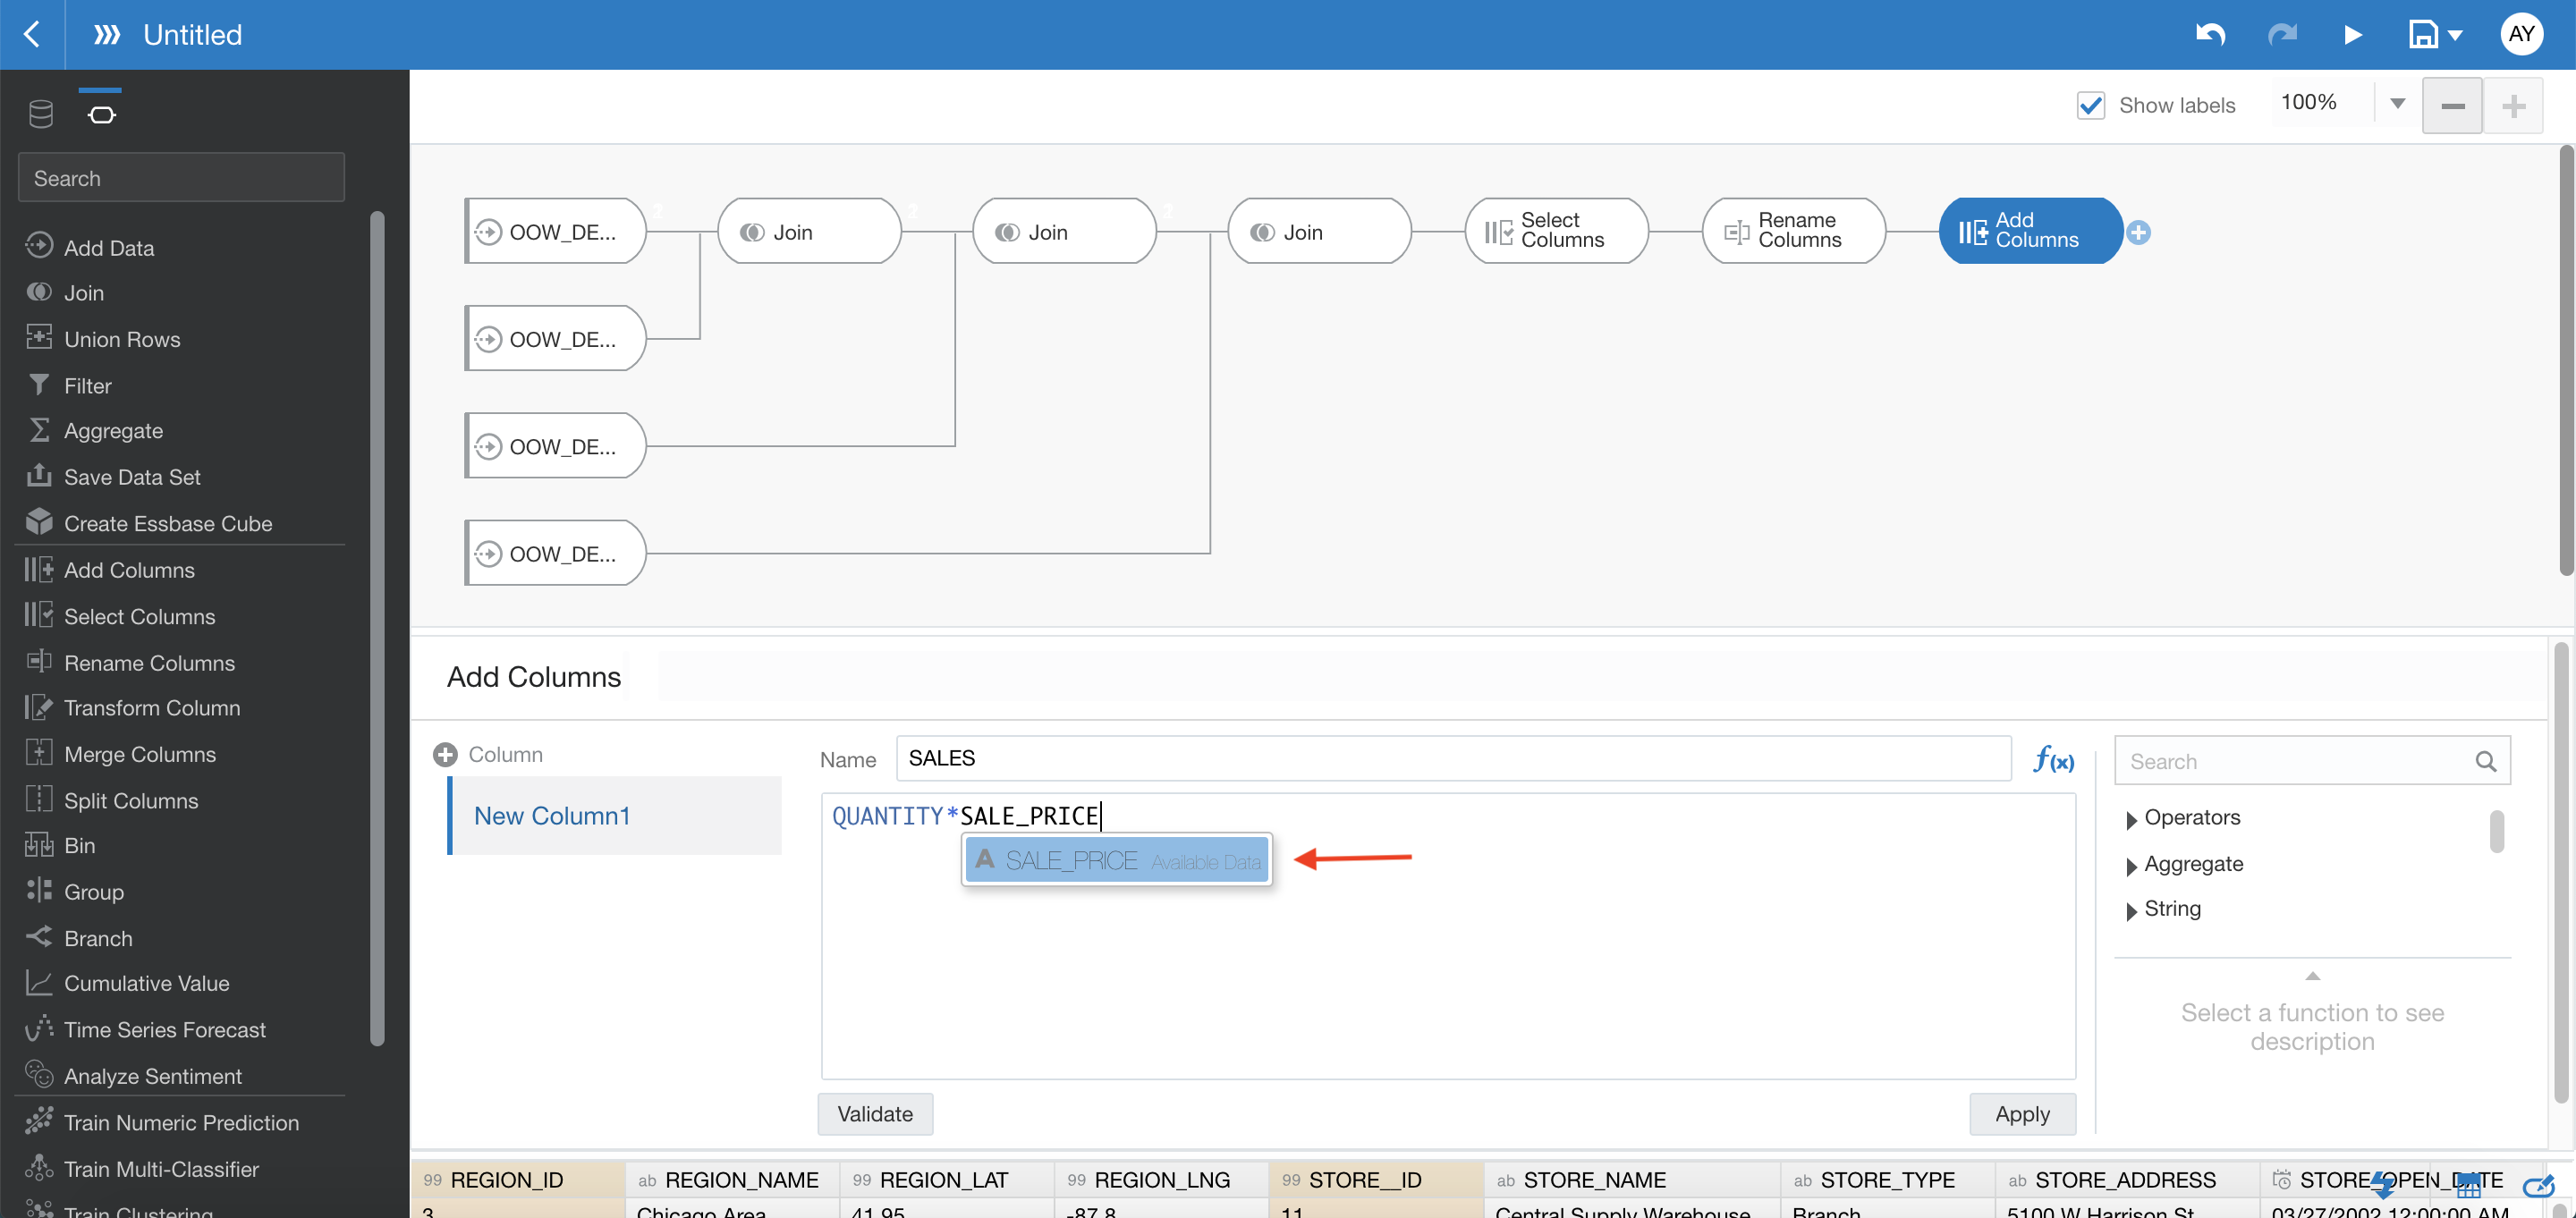 Untitled
AY
Show labels
100%
Search
Add Data
Join
Union Rows
Filter
Aggregate
Save Data Set
Create Essbase Cube
Add Columns
Select Columns
Rename Columns
Transform Column
Merge Columns
Split Columns
Bin
Group
Branch
Cumulative Value
Time Series Forecast
Analyze Sentiment
Train Numeric Prediction
Train Multi-Classifier
Train Clustering
OOW_DE...
Join
Join
Join
Select
Columns
Rename
Columns
Add
Columns
OOW_DE...
OOW_DE...
OOW_DE...
Add Columns
Column
New Column1
Name
SALES
f(x)
QUANTITY*SALE_PRICE
A SALE_PRICE Available Data
Validate
Apply
Search
Operators
Aggregate
String
Select a function to see
description
99 REGION_ID ab REGION_NAME 99 REGION_LAT 99 REGION_LNG 99 STORE__ID ab STORE_NAME ab STORE_TYPE ab STORE_ADDRESS STORE_OPEN_DATE
3 Chicago Area 41.95 -87.8 11 Central Supply Warehouse Branch 5100 W Harrison St 03/27/2002 12:00:00 AM